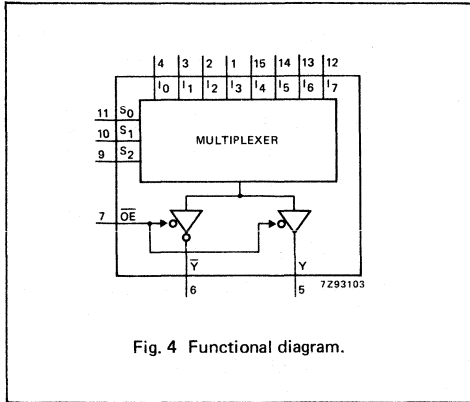 4 3 2 1 15 14 13 12
I0 I1 I2 I3 I4 I5 I6 I7
11 S0
10 S1
9 S2
MULTIPLEXER
7 OE̅
Y̅ Y
7Z93103
6 5
Fig. 4 Functional diagram.